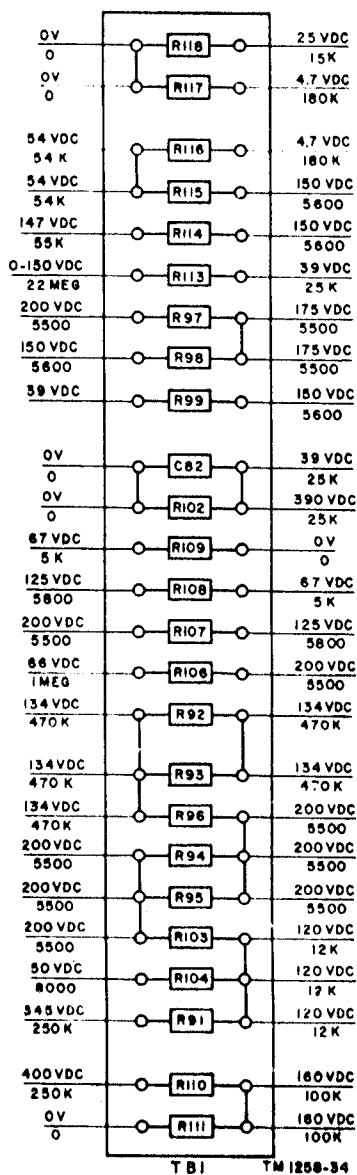 0V R118 25 VDC
0 15K
0V R117 4.7 VDC
0 180K
54 VDC R116 4.7 VDC
54 K 180K
54 VDC R115 150 VDC
54K 5600
147 VDC R114 150 VDC
55K 5600
0-150 VDC R113 39 VDC
22 MEG 25 K
200 VDC R97 175 VDC
5500 5500
150 VDC R98 175 VDC
5600 5500
39 VDC R99 150 VDC
5600
0V C82 39 VDC
0 25K
0V R102 390 VDC
0 25K
67 VDC R109 0V
5 K 0
125 VDC R108 67 VDC
5800 5 K
200 VDC R107 125 VDC
5500 5800
66 VDC R106 200 VDC
1 MEG 5500
134 VDC R92 134 VDC
470 K 470 K
134 VDC R93 134 VDC
470 K 470 K
134 VDC R96 200 VDC
470K 5500
200 VDC R94 200 VDC
5500 5500
200 VDC R95 200 VDC
5500 5500
200 VDC R103 120 VDC
5500 12K
50 VDC R104 120 VDC
8000 12K
345 VDC R91 120 VDC
250 K 12K
400 VDC R110 160 VDC
250K 100K
0V R111 160 VDC
0 100K
TB1 TM 1258-34